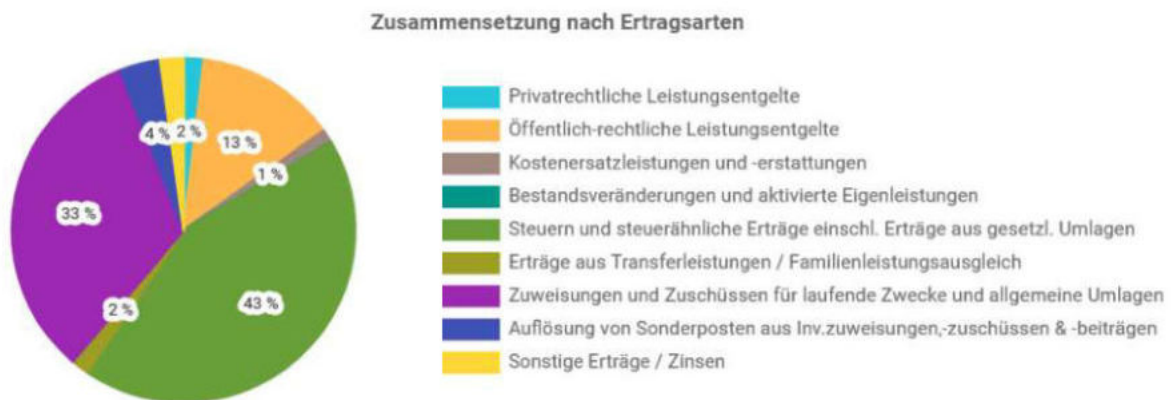 Zusammensetzung nach Ertragsarten
4 %
2 %
13 %
1 %
33 %
2 %
43 %
Privatrechtliche Leistungsentgelte
Öffentlich-rechtliche Leistungsentgelte
Kostenersatzleistungen und -erstattungen
Bestandsveränderungen und aktivierte Eigenleistungen
Steuern und steuerähnliche Erträge einschl. Erträge aus gesetzl. Umlagen
Erträge aus Transferleistungen / Familienleistungsausgleich
Zuweisungen und Zuschüssen für laufende Zwecke und allgemeine Umlagen
Auflösung von Sonderposten aus Inv.zuweisungen,-zuschüssen & -beiträgen
Sonstige Erträge / Zinsen